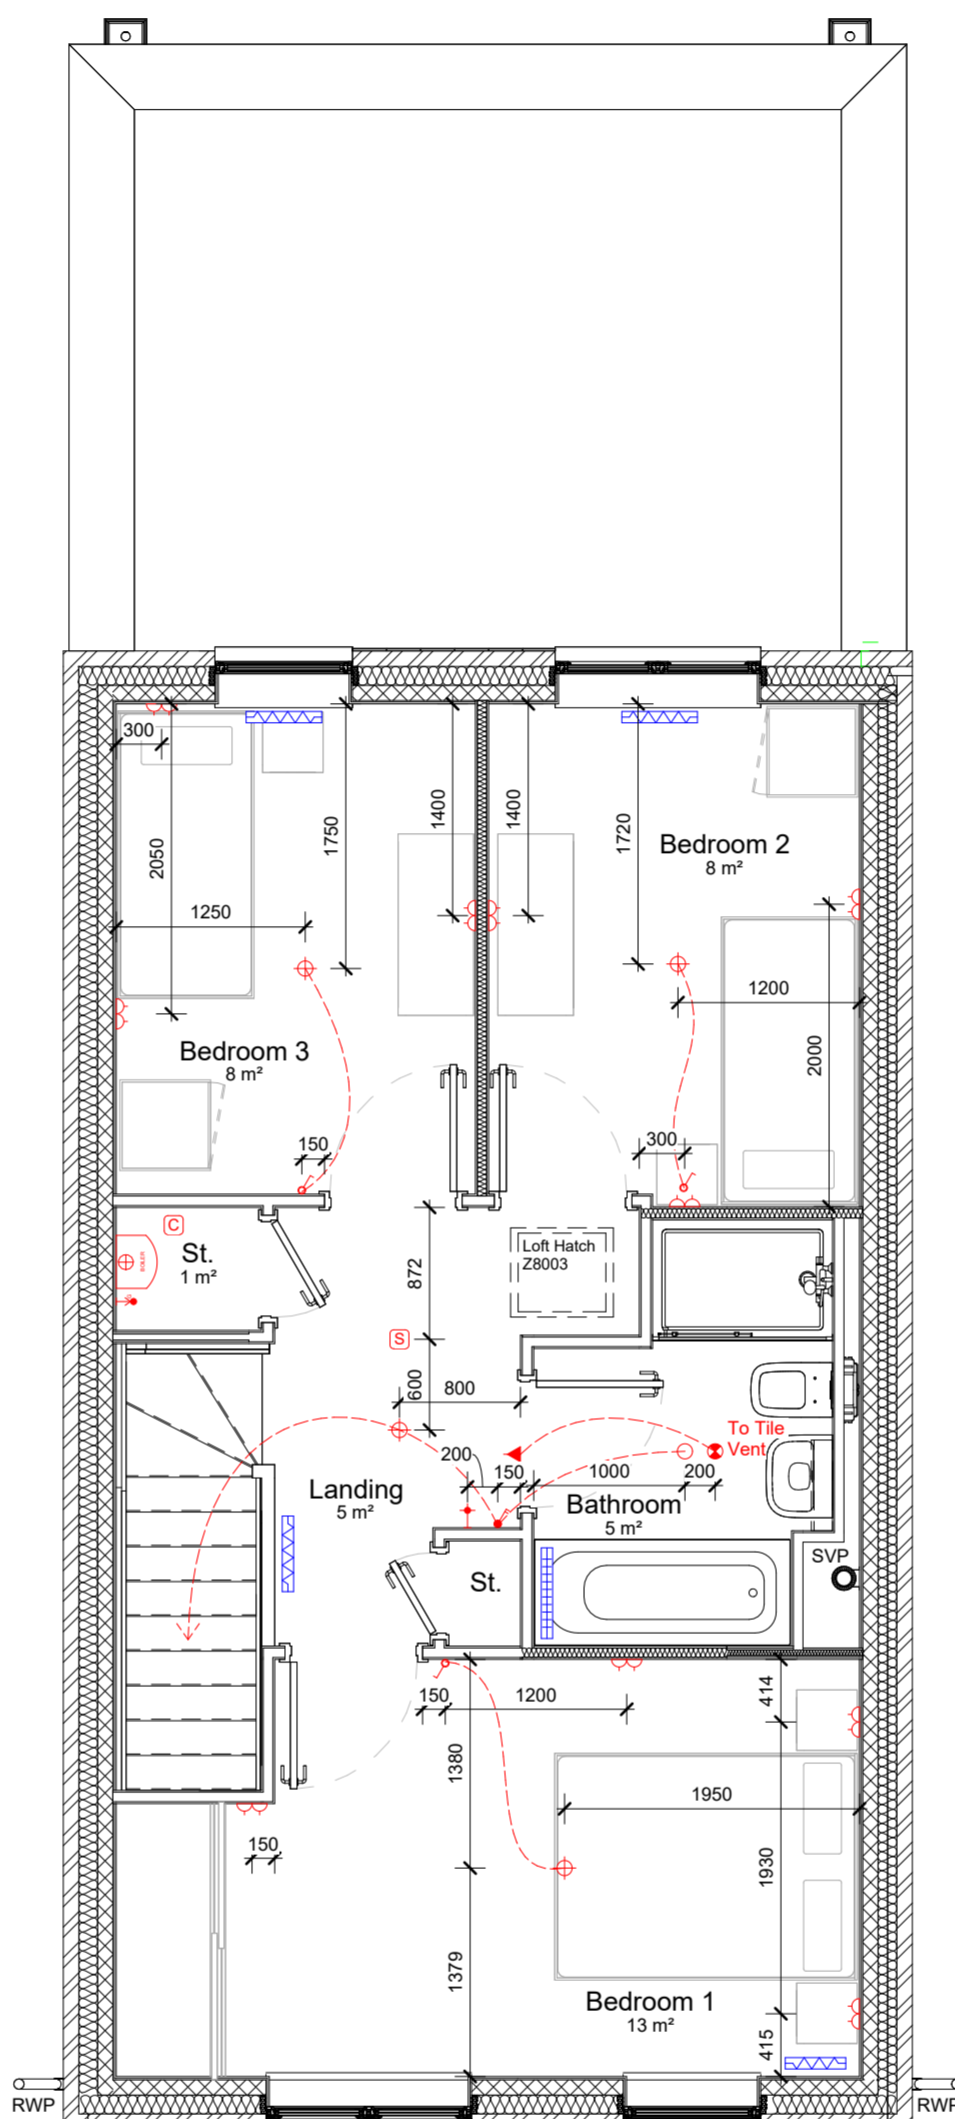 300
2050
1250
1750
1400
1400
1720
Bedroom 2
8 m²
1200
2000
Bedroom 3
8 m²
150
300
C
St.
1 m²
BOILER
872
Loft Hatch
Z8003
S
600
800
To Tile
Vent
200
150
1000
200
Landing
5 m²
Bathroom
5 m²
St.
SVP
150
1200
414
1380
1950
150
1930
1379
Bedroom 1
13 m²
415
RWP
RWP